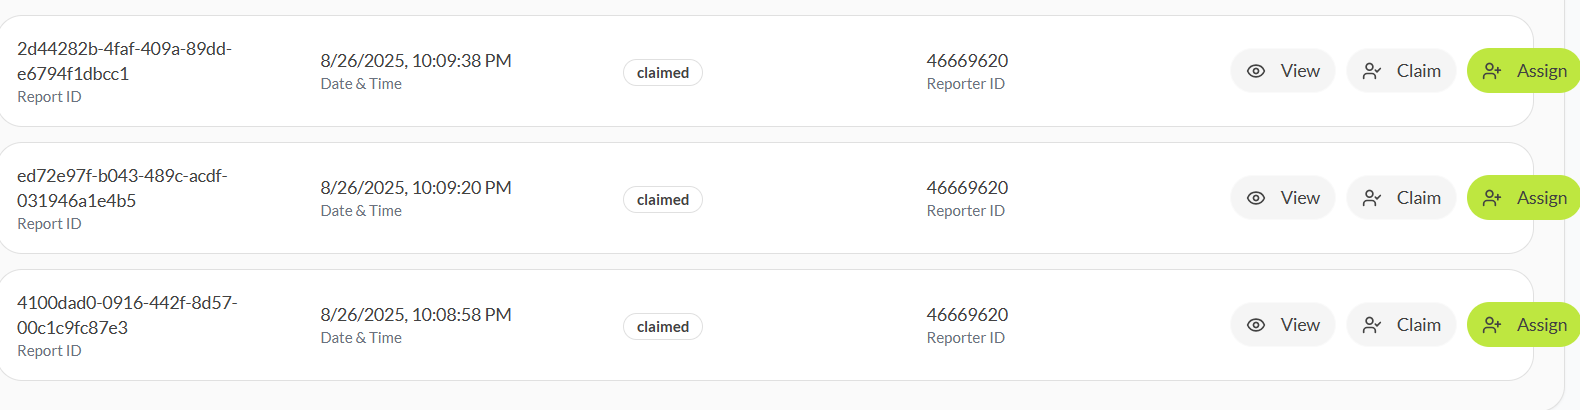 2d44282b-4faf-409a-89dd-
e6794f1dbcc1
Report ID
8/26/2025, 10:09:38 PM
Date & Time
claimed
46669620
Reporter ID
View
Claim
Assign
ed72e97f-b043-489c-acdf-
031946a1e4b5
Report ID
8/26/2025, 10:09:20 PM
Date & Time
claimed
46669620
Reporter ID
View
Claim
Assign
4100dad0-0916-442f-8d57-
00c1c9fc87e3
Report ID
8/26/2025, 10:08:58 PM
Date & Time
claimed
46669620
Reporter ID
View
Claim
Assign